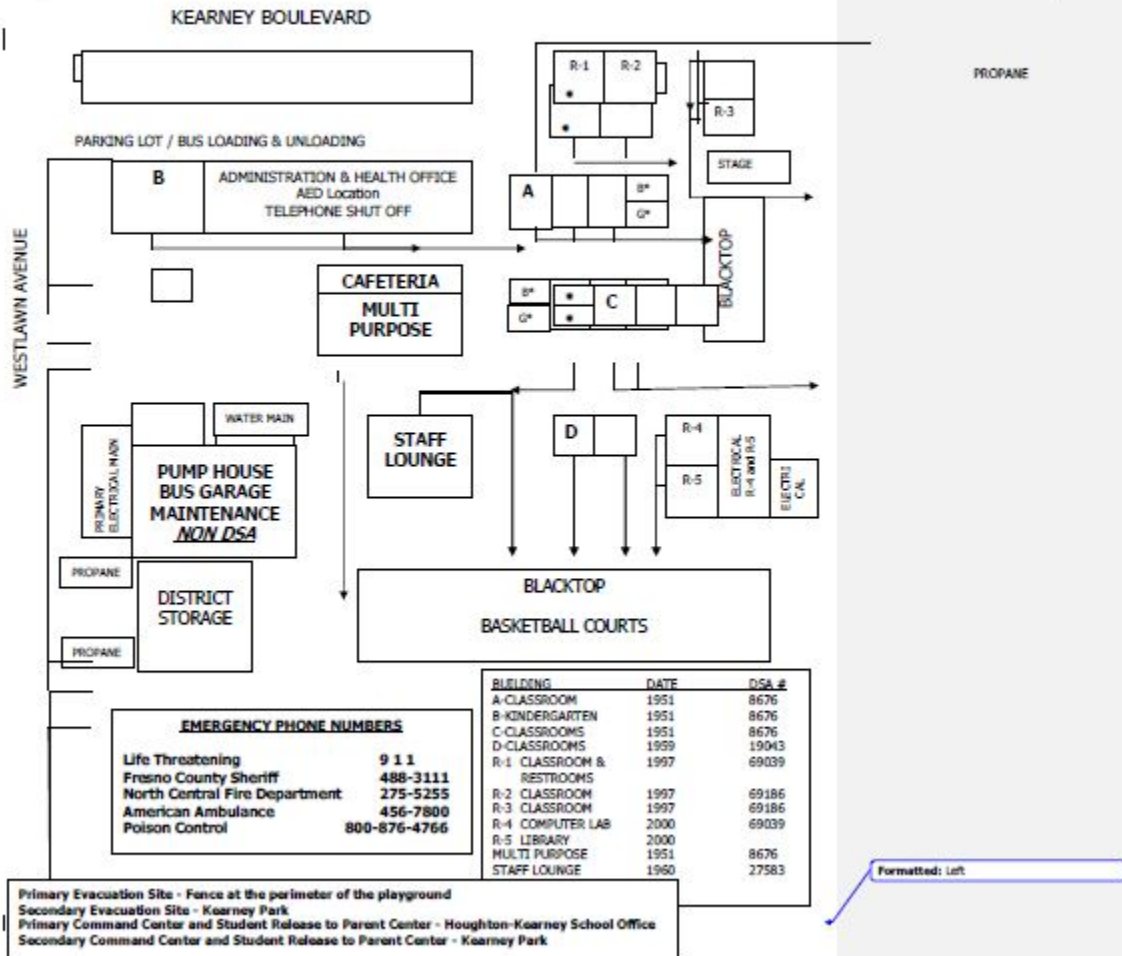 KEARNEY BOULEVARD
PROPANE
R-1 R-2
R-3
PARKING LOT / BUS LOADING & UNLOADING
STAGE
B
ADMINISTRATION & HEALTH OFFICE
AED Location
TELEPHONE SHUT OFF
A
B*
G*
WESTLAWN AVENUE
BLACKTOP
CAFETERIA
MULTI
PURPOSE
B*
G*
C
WATER MAIN
PRIMARY
ELECTRICAL MAIN
PUMP HOUSE
BUS GARAGE
MAINTENANCE
NON DSA
STAFF
LOUNGE
D
R-4
R-5
ELECTRICAL
R-4 and R-5
ELECTRI
CAL
PROPANE
DISTRICT
STORAGE
PROPANE
BLACKTOP
BASKETBALL COURTS
BUILDING DATE DSA #
A-CLASSROOM 1951 8676
B-KINDERGARTEN 1951 8676
C-CLASSROOMS 1951 8676
D-CLASSROOMS 1959 19043
R-1 CLASSROOM & 1997 69039
RESTROOMS
R-2 CLASSROOM 1997 69186
R-3 CLASSROOM 1997 69186
R-4 COMPUTER LAB 2000 69039
R-5 LIBRARY 2000
MULTI PURPOSE 1951 8676
STAFF LOUNGE 1960 27583
EMERGENCY PHONE NUMBERS
Life Threatening 9 1 1
Fresno County Sheriff 488-3111
North Central Fire Department 275-5255
American Ambulance 456-7800
Poison Control 800-876-4766
Formatted: Left
Primary Evacuation Site - Fence at the perimeter of the playground
Secondary Evacuation Site - Kearney Park
Primary Command Center and Student Release to Parent Center - Houghton-Kearney School Office
Secondary Command Center and Student Release to Parent Center - Kearney Park